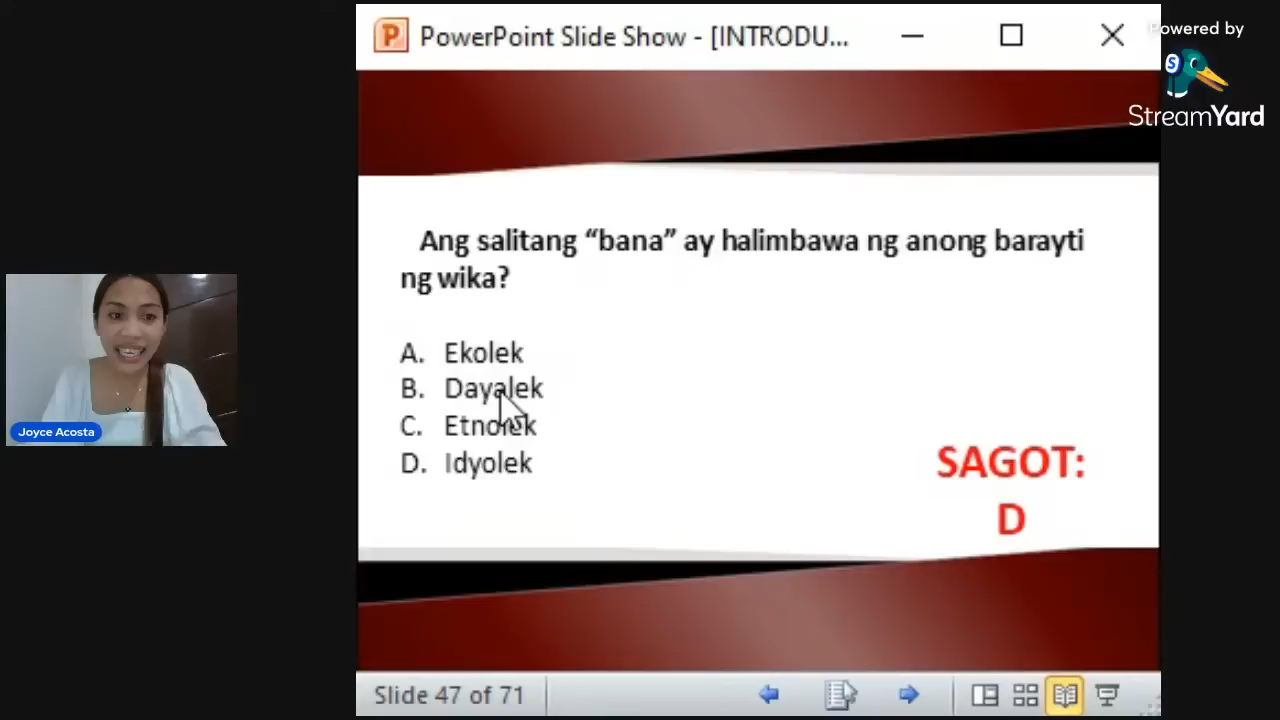 PowerPoint Slide Show - [INTRODU...
Powered by
StreamYard
Ang salitang “bana” ay halimbawa ng anong barayti
ng wika?
A. Ekolek
B. Dayalek
C. Etnolek
D. Idyolek
SAGOT:
D
Joyce Acosta
Slide 47 of 71